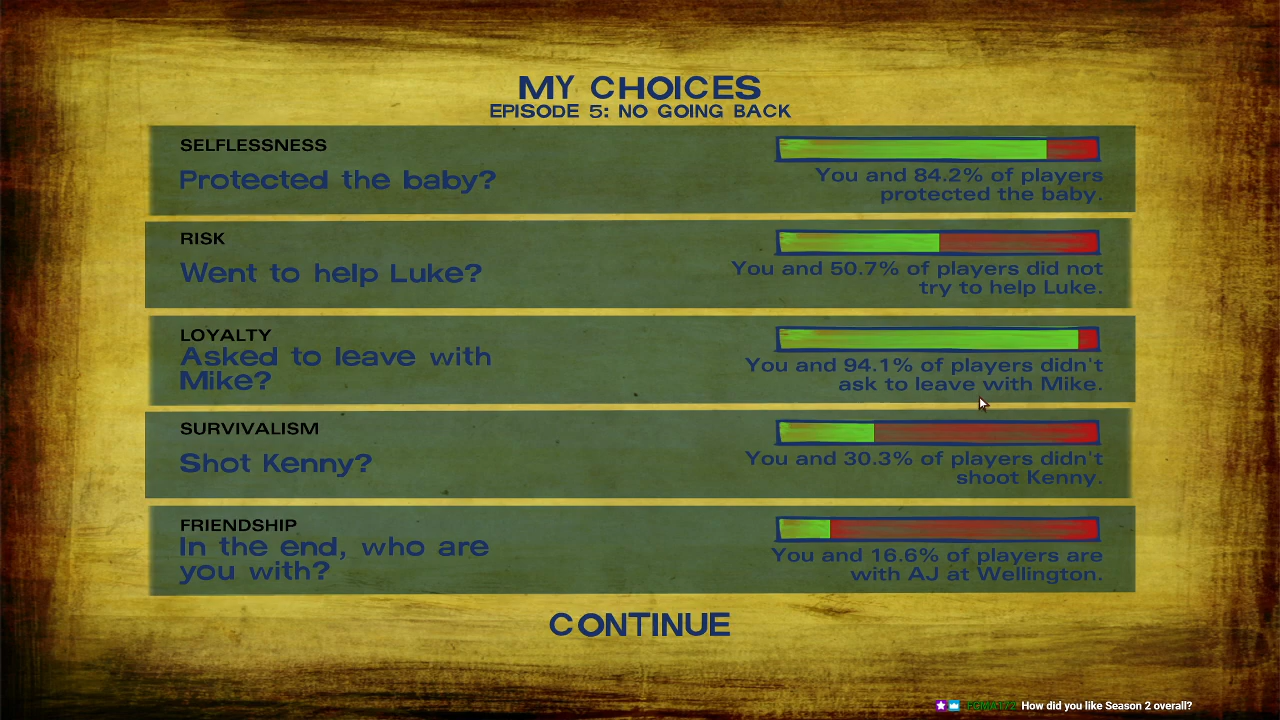 MY CHOICES
EPISODE 5: NO GOING BACK
SELFLESSNESS
Protected the baby?
You and 84.2% of players
protected the baby.
RISK
Went to help Luke?
You and 50.7% of players did not
try to help Luke.
LOYALTY
Asked to leave with
Mike?
You and 94.1% of players didn't
ask to leave with Mike.
SURVIVALISM
Shot Kenny?
You and 30.3% of players didn't
shoot Kenny.
FRIENDSHIP
In the end, who are
you with?
You and 16.6% of players are
with AJ at Wellington.
CONTINUE
How did you like Season 2 overall?